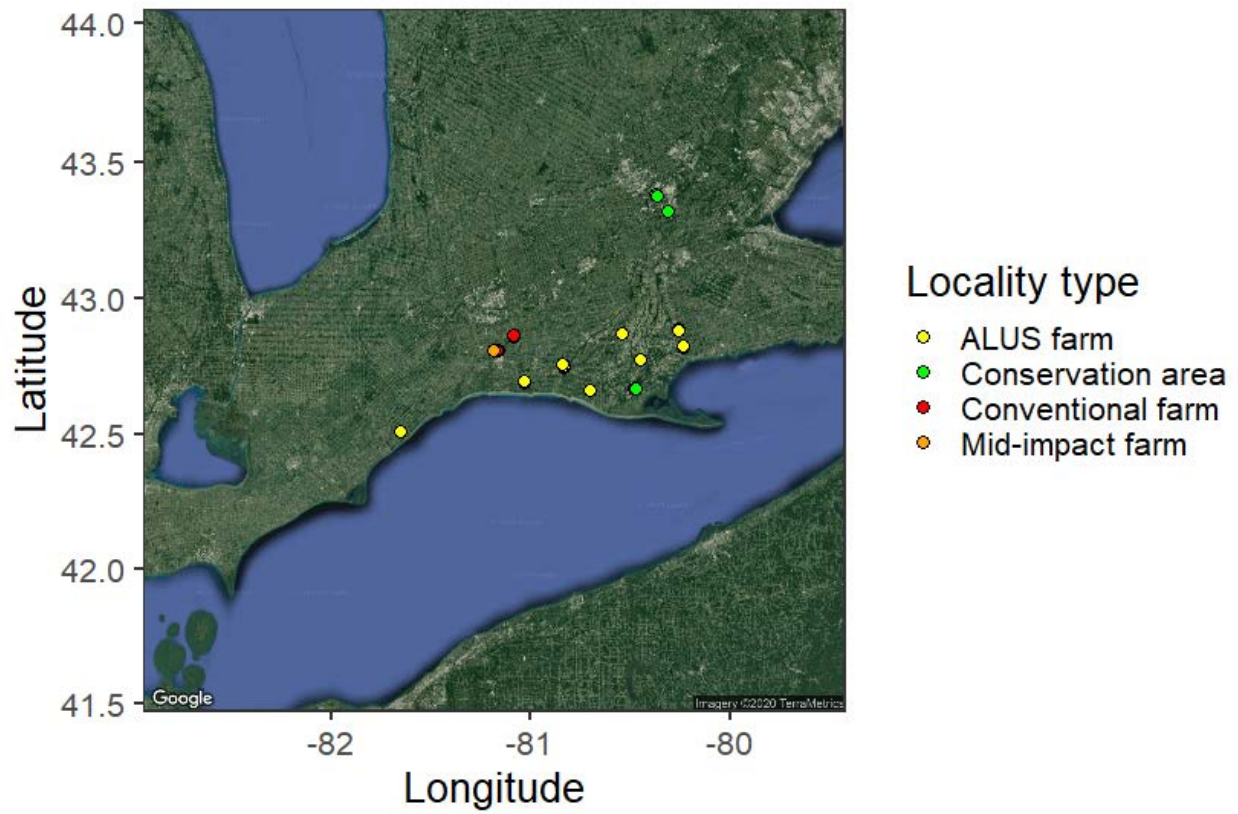 44.0
43.5
43.0
42.5
42.0
41.5
Latitude
-82
-81
-80
Longitude
Google
Imagery ©2020 TerraMetrics
Locality type
ALUS farm
Conservation area
Conventional farm
Mid-impact farm